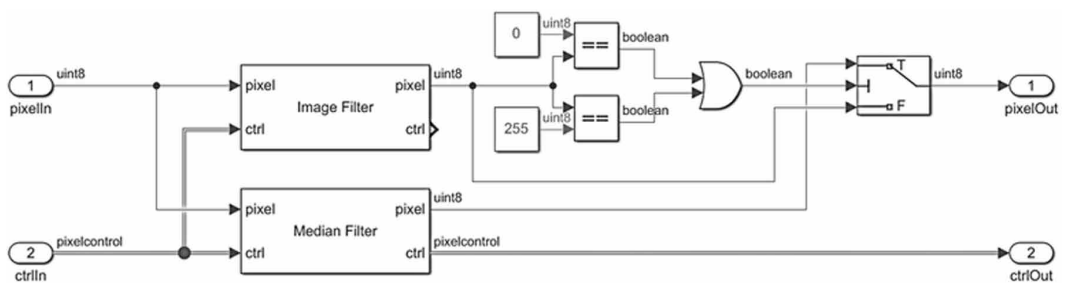 0
uint8
==
boolean
1
pixelIn
uint8
pixel
Image Filter
pixel
uint8
ctrl
ctrl
255
uint8
==
boolean
boolean
T
F
uint8
1
pixelOut
pixel
Median Filter
pixel
uint8
ctrl
ctrl
2
ctrlIn
pixelcontrol
pixelcontrol
2
ctrlOut